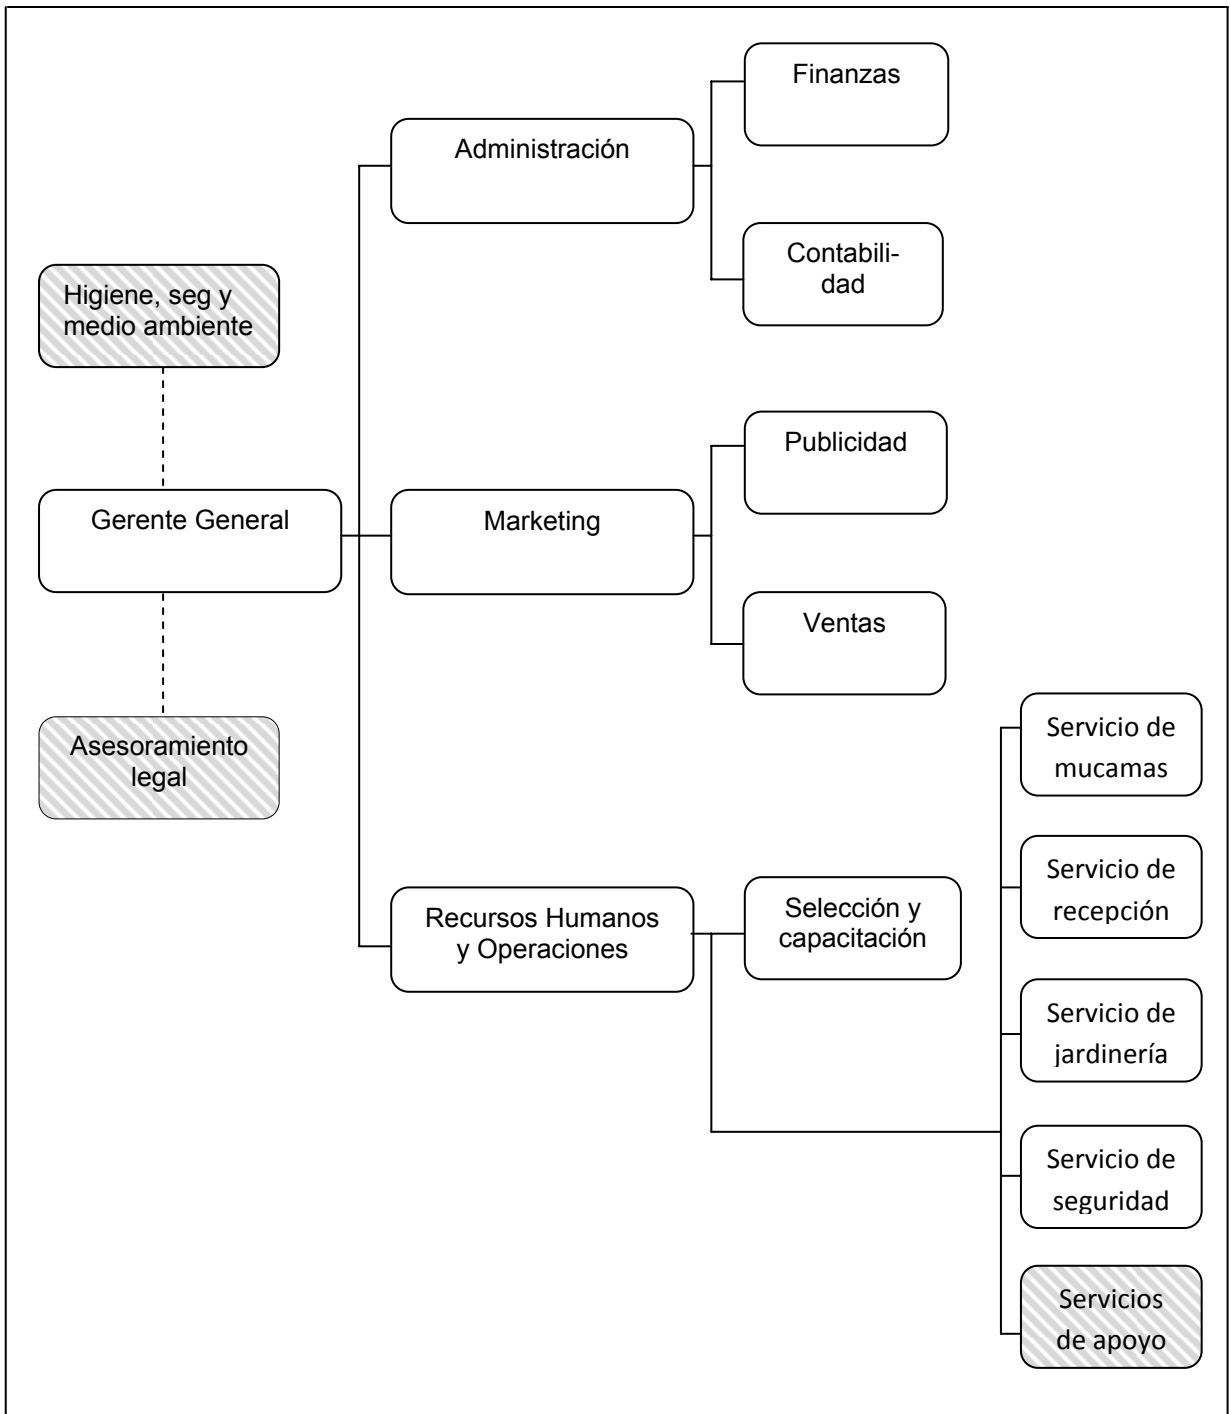 Finanzas
Administración
Contabili-
dad
Higiene, seg y
medio ambiente
Publicidad
Gerente General
Marketing
Ventas
Asesoramiento
legal
Servicio de
mucamas
Servicio de
recepción
Recursos Humanos
y Operaciones
Selección y
capacitación
Servicio de
jardinería
Servicio de
seguridad
Servicios
de apoyo